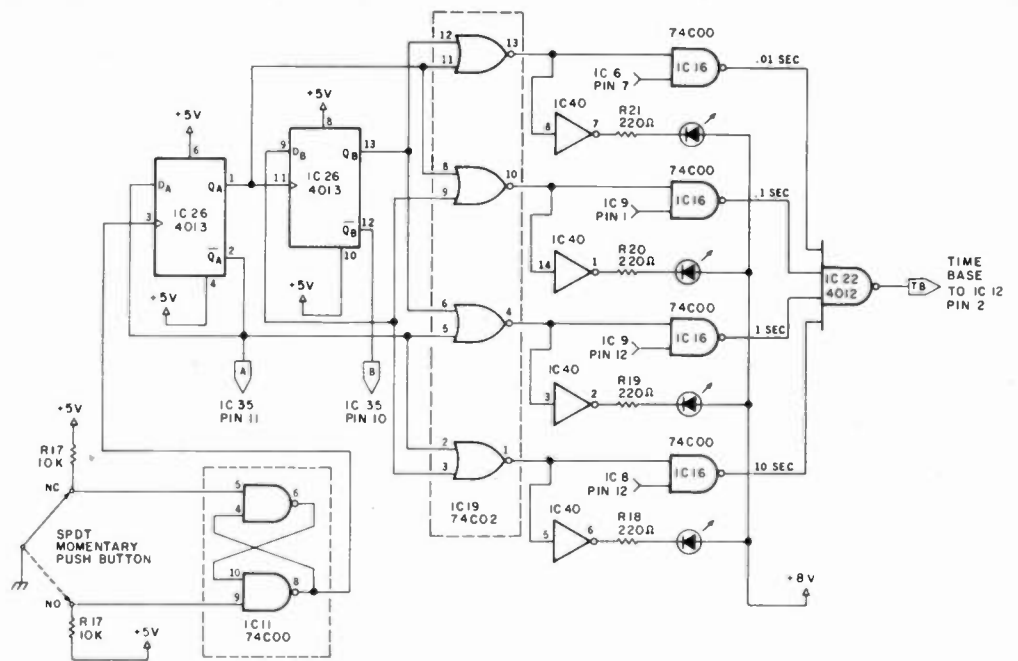 12
11
13
74C00
IC16
.01 SEC
IC 6
PIN 7
IC40
8
7
R21
220Ω
+5V
8
9
DB
QB
13
11
IC 26
4013
QB
12
10
+5V
+5V
6
DA
QA
1
3
IC 26
4013
QA
2
4
+5V
8
9
10
74C00
IC16
.1 SEC
IC 9
PIN 1
IC40
14
1
R20
220Ω
IC 22
4012
TB
TIME
BASE
TO IC 12
PIN 2
6
5
4
74C00
IC16
1 SEC
IC 9
PIN 12
IC40
3
2
R19
220Ω
A
IC 35
PIN 11
B
IC 35
PIN 10
2
3
1
74C00
IC16
10 SEC
IC 8
PIN 12
IC40
5
6
R18
220Ω
+8V
IC19
74C02
+5V
R17
10K
NC
SPDT
MOMENTARY
PUSH BUTTON
NO
R17
10K
+5V
5
4
6
10
9
8
IC11
74C00